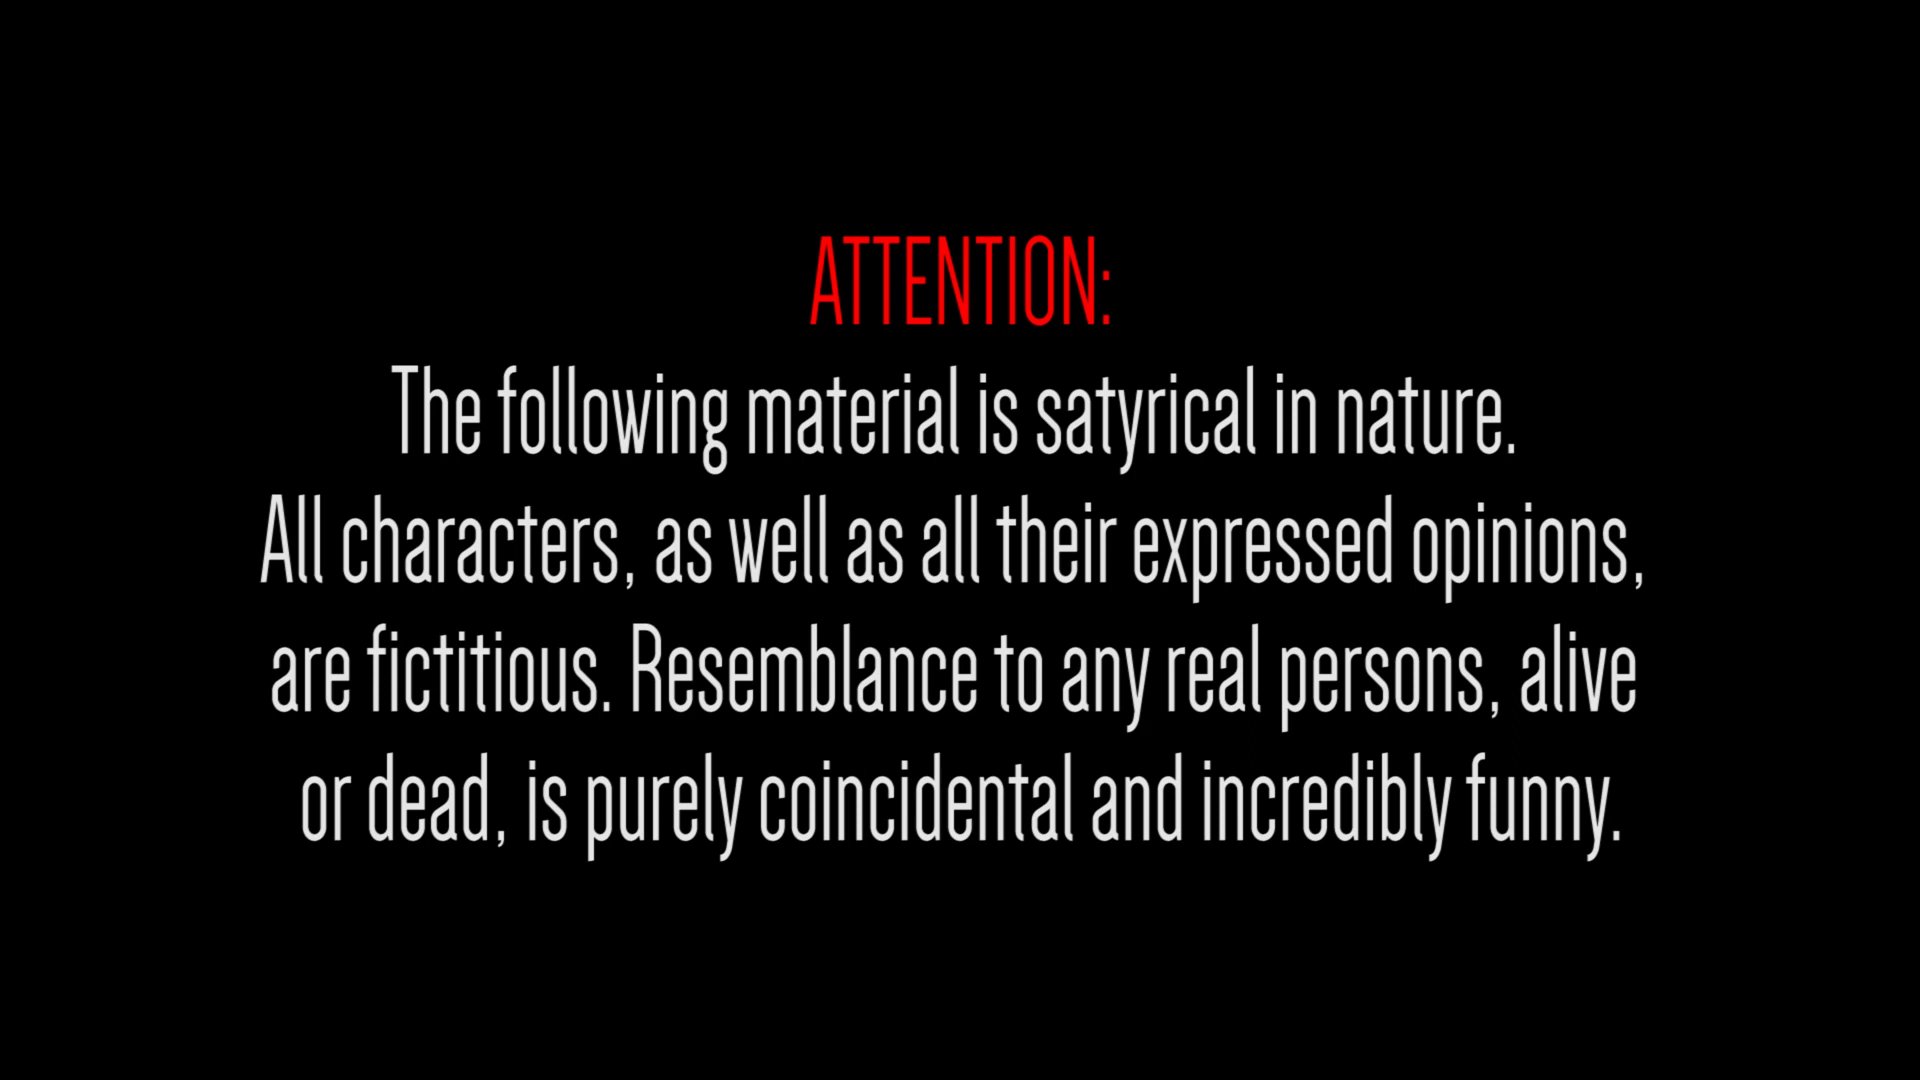 ATTENTION:
The following material is satyrical in nature.
All characters, as well as all their expressed opinions,
are fictitious. Resemblance to any real persons, alive
or dead, is purely coincidental and incredibly funny.